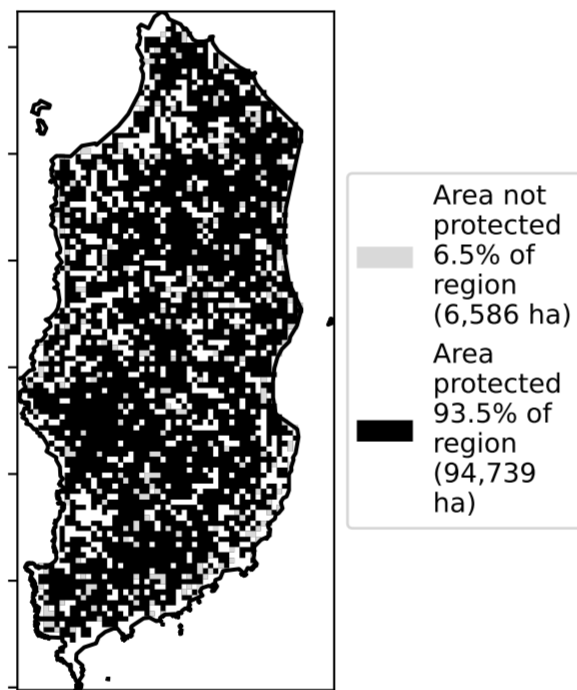 Area not
protected
6.5% of
region
(6,586 ha)
Area
protected
93.5% of
region
(94,739
ha)